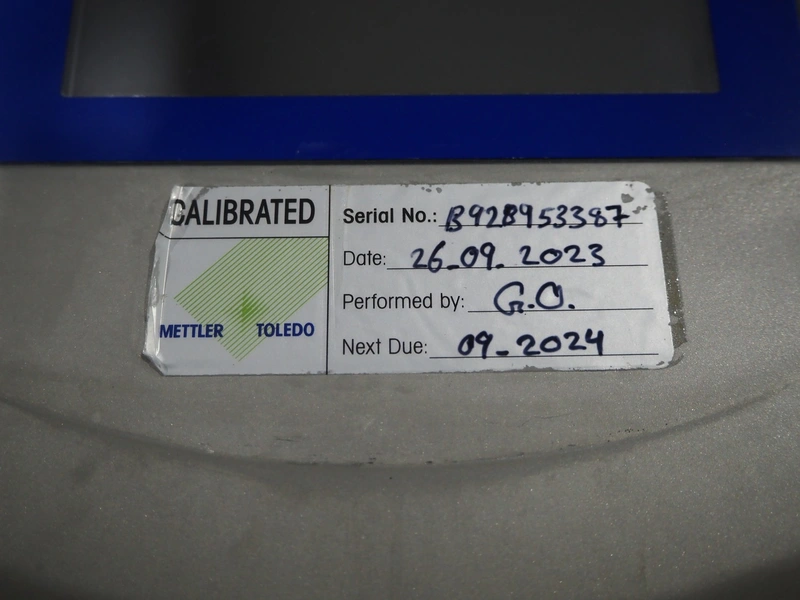 CALIBRATED
METTLER TOLEDO
Serial No.: B928953387
Date: 26-09-2023
Performed by: G.O.
Next Due: 09-2024